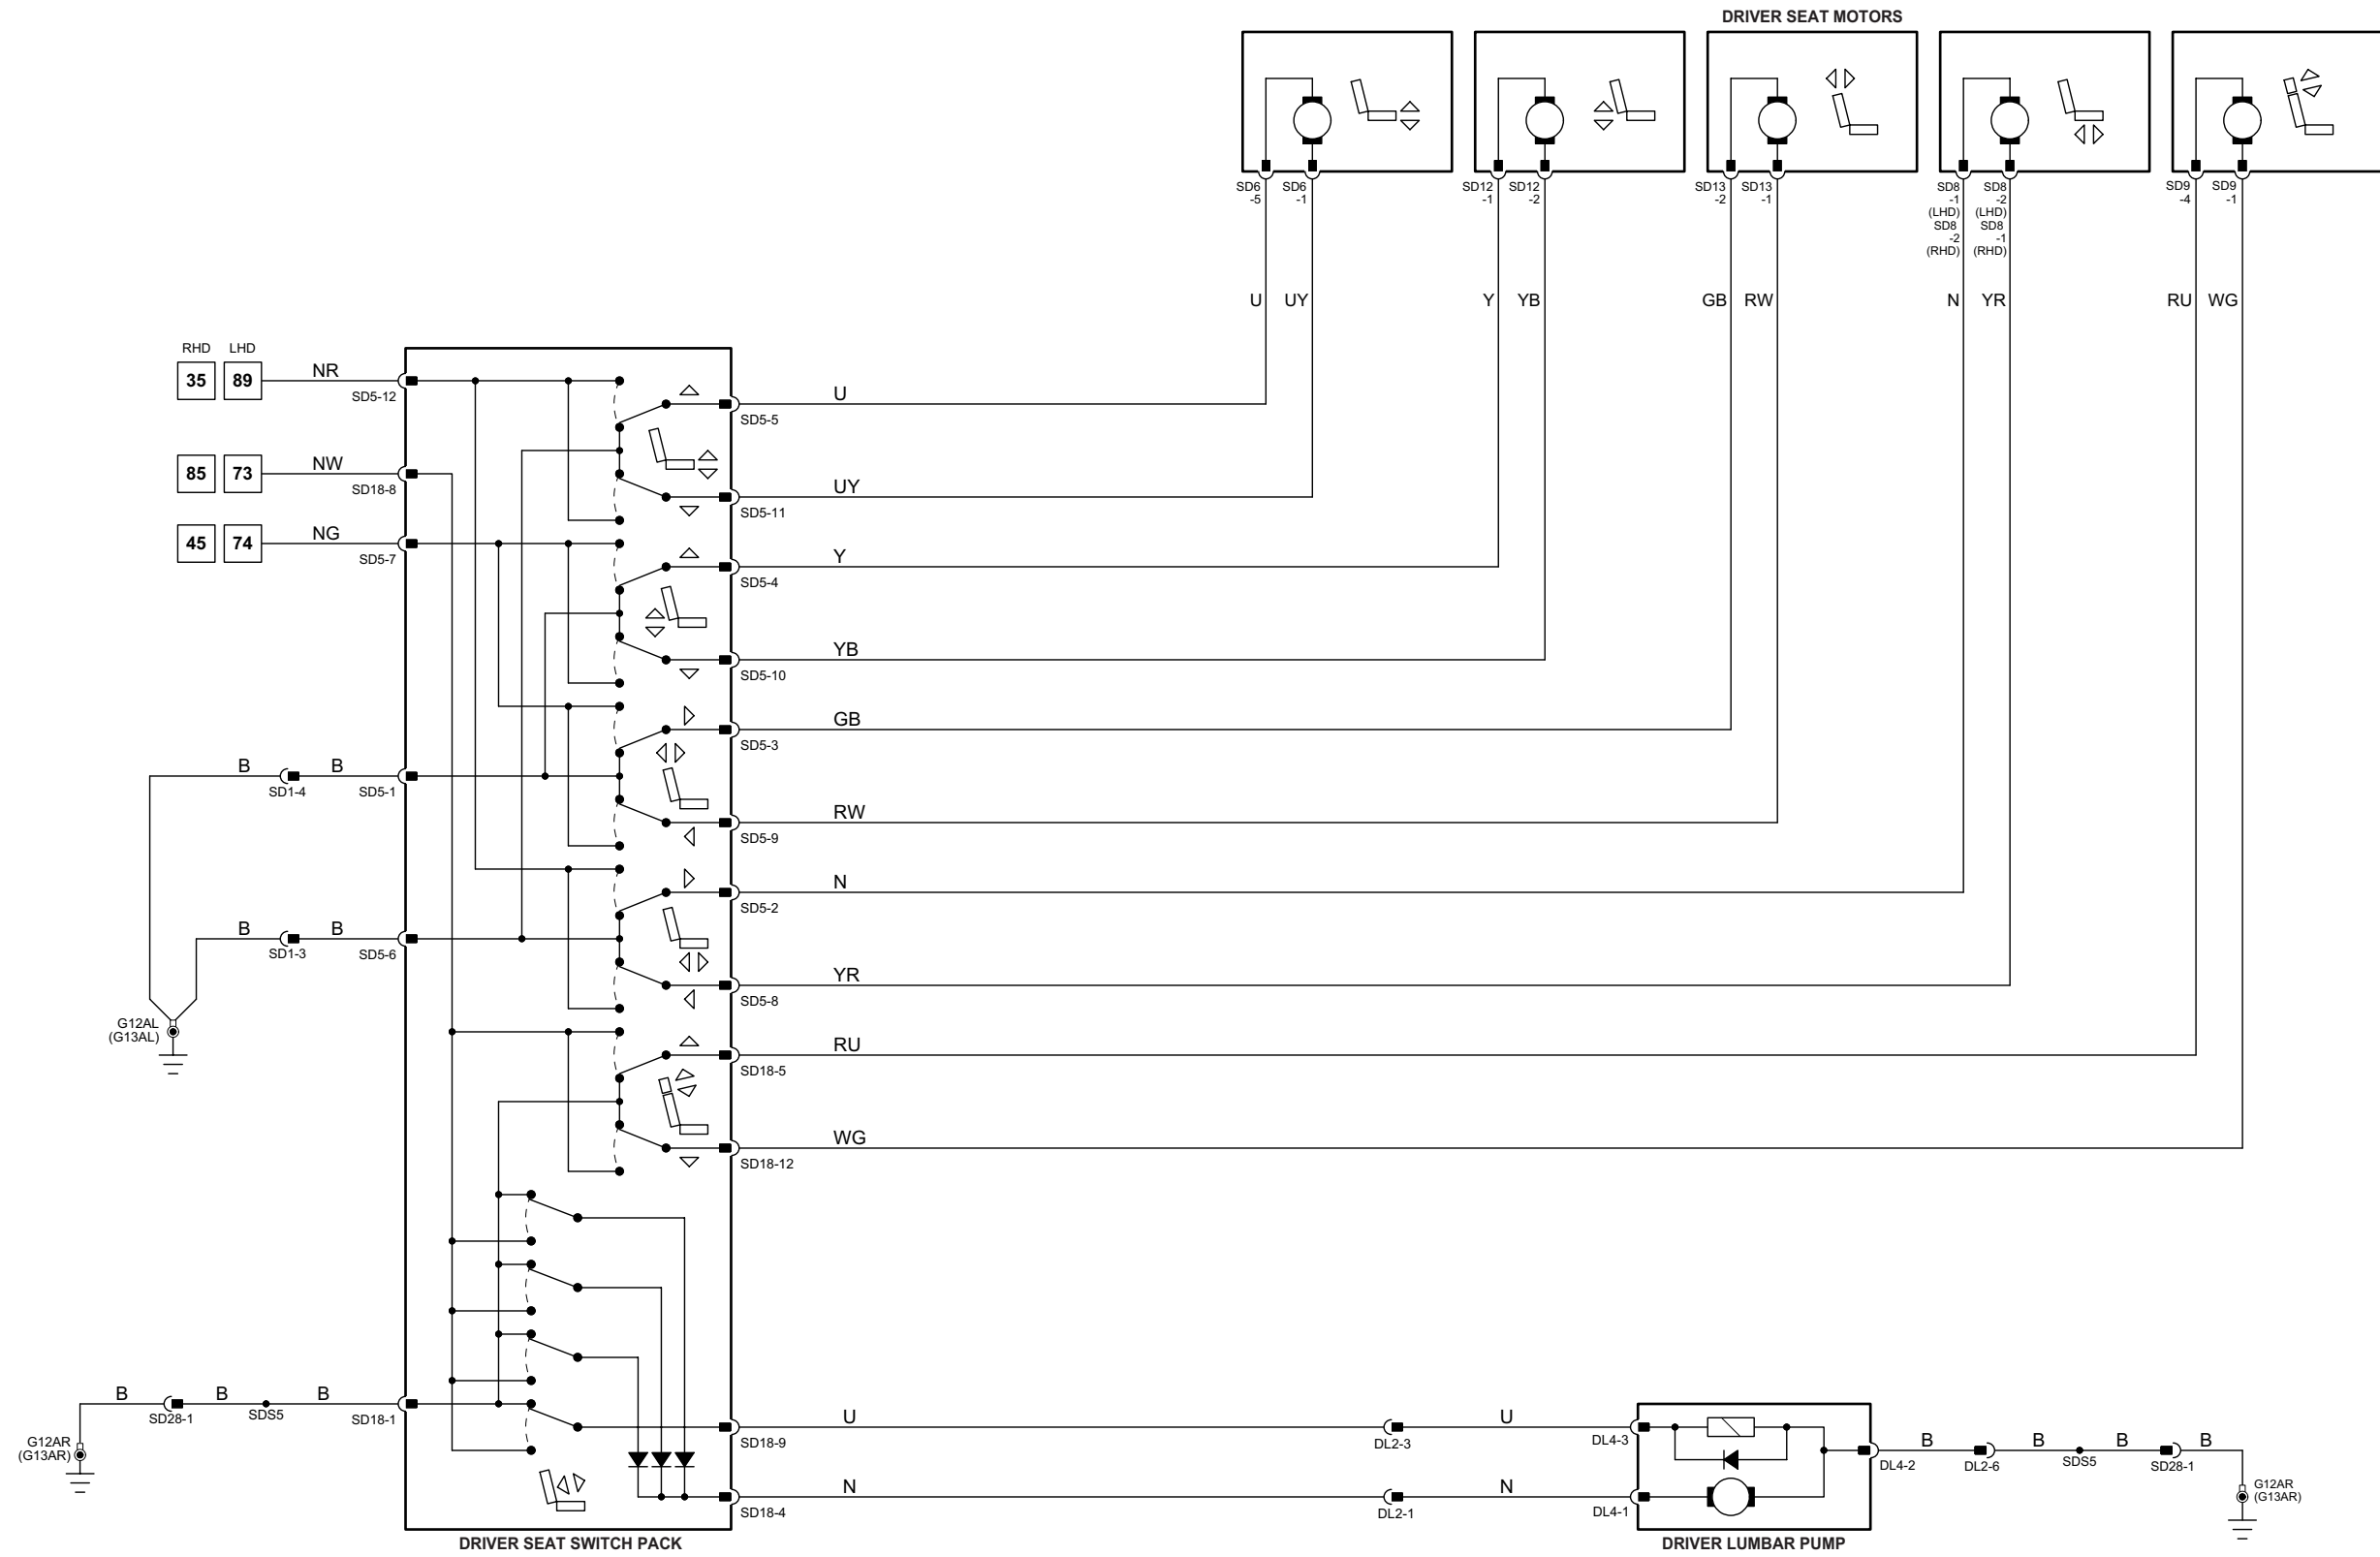 DRIVER SEAT MOTORS
SD6
-5
SD6
-1
SD12
-1
SD12
-2
SD13
-2
SD13
-1
SD8
-1
(LHD)
SD8
-2
(RHD)
SD8
-2
(LHD)
SD8
-1
(RHD)
SD9
-4
SD9
-1
U UY Y YB GB RW N YR RU WG
RHD LHD
35 89 NR SD5-12
85 73 NW SD18-8
45 74 NG SD5-7
U
SD5-5
UY
SD5-11
Y
SD5-4
YB
SD5-10
GB
SD5-3
B B
SD1-4 SD5-1
RW
SD5-9
N
SD5-2
B B
SD1-3 SD5-6
YR
SD5-8
G12AL
(G13AL)
RU
SD18-5
WG
SD18-12
B B B
SD28-1 SDS5 SD18-1
G12AR
(G13AR)
U U
SD18-9 DL2-3 DL4-3
N N
SD18-4 DL2-1 DL4-1
B B B B
DL4-2 DL2-6 SDS5 SD28-1
G12AR
(G13AR)
DRIVER SEAT SWITCH PACK
DRIVER LUMBAR PUMP